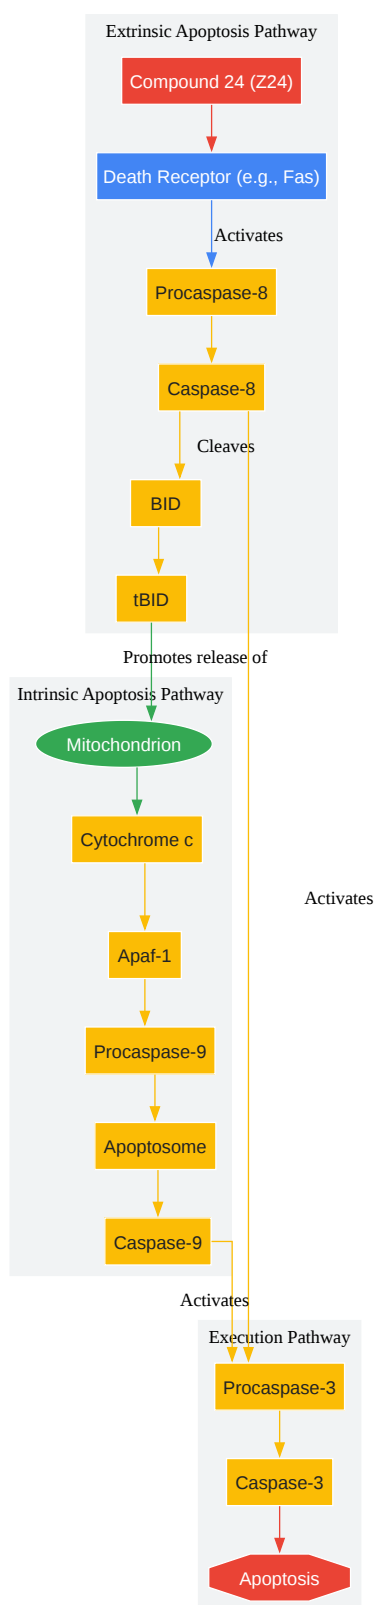 Extrinsic Apoptosis Pathway
Compound 24 (Z24)
Death Receptor (e.g., Fas)
Activates
Procaspase-8
Caspase-8
Cleaves
BID
tBID
Promotes release of
Intrinsic Apoptosis Pathway
Mitochondrion
Cytochrome c
Activates
Apaf-1
Procaspase-9
Apoptosome
Caspase-9
Activates
Execution Pathway
Procaspase-3
Caspase-3
Apoptosis